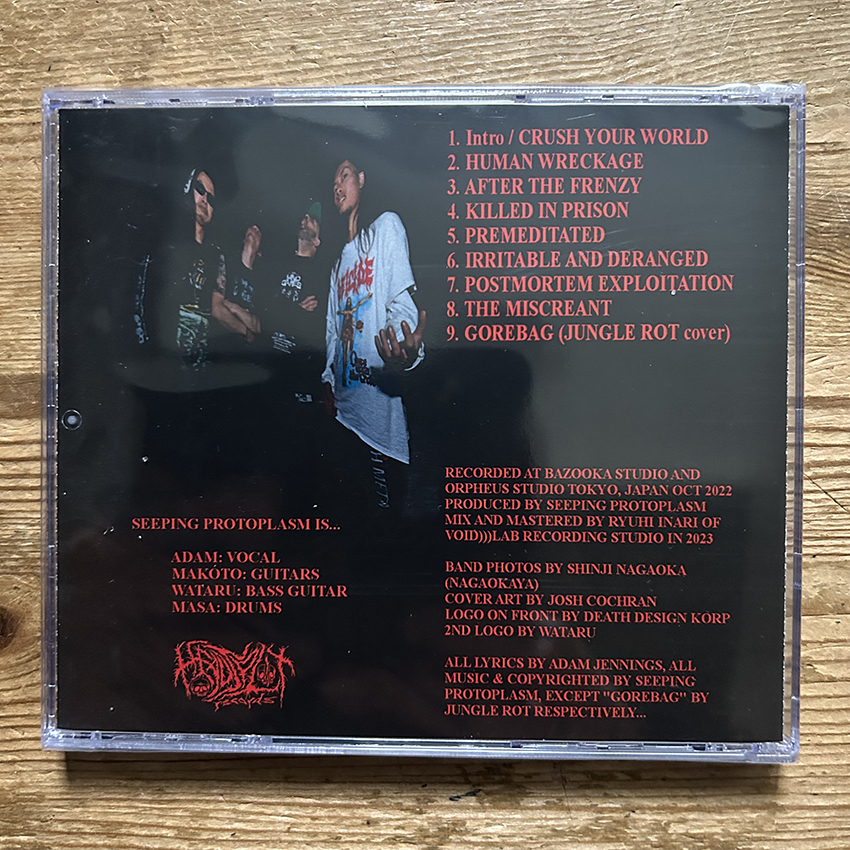 1. Intro / CRUSH YOUR WORLD
2. HUMAN WRECKAGE
3. AFTER THE FRENZY
4. KILLED IN PRISON
5. PREMEDITATED
6. IRRITABLE AND DERANGED
7. POSTMORTEM EXPLOITATION
8. THE MISCREANT
9. GOREBAG (JUNGLE ROT cover)
DEICIDE
SEEPING PROTOPLASM IS...
ADAM: VOCAL
MAKOTO: GUITARS
WATARU: BASS GUITAR
MASA: DRUMS
RECORDED AT BAZOOKA STUDIO AND
ORPHEUS STUDIO TOKYO, JAPAN OCT 2022
PRODUCED BY SEEPING PROTOPLASM
MIX AND MASTERED BY RYUHI INARI OF
VOID)))LAB RECORDING STUDIO IN 2023
BAND PHOTOS BY SHINJI NAGAOKA
(NAGAOKAYA)
COVER ART BY JOSH COCHRAN
LOGO ON FRONT BY DEATH DESIGN KORP
2ND LOGO BY WATARU
ALL LYRICS BY ADAM JENNINGS, ALL
MUSIC & COPYRIGHTED BY SEEPING
PROTOPLASM, EXCEPT "GOREBAG" BY
JUNGLE ROT RESPECTIVELY...
records